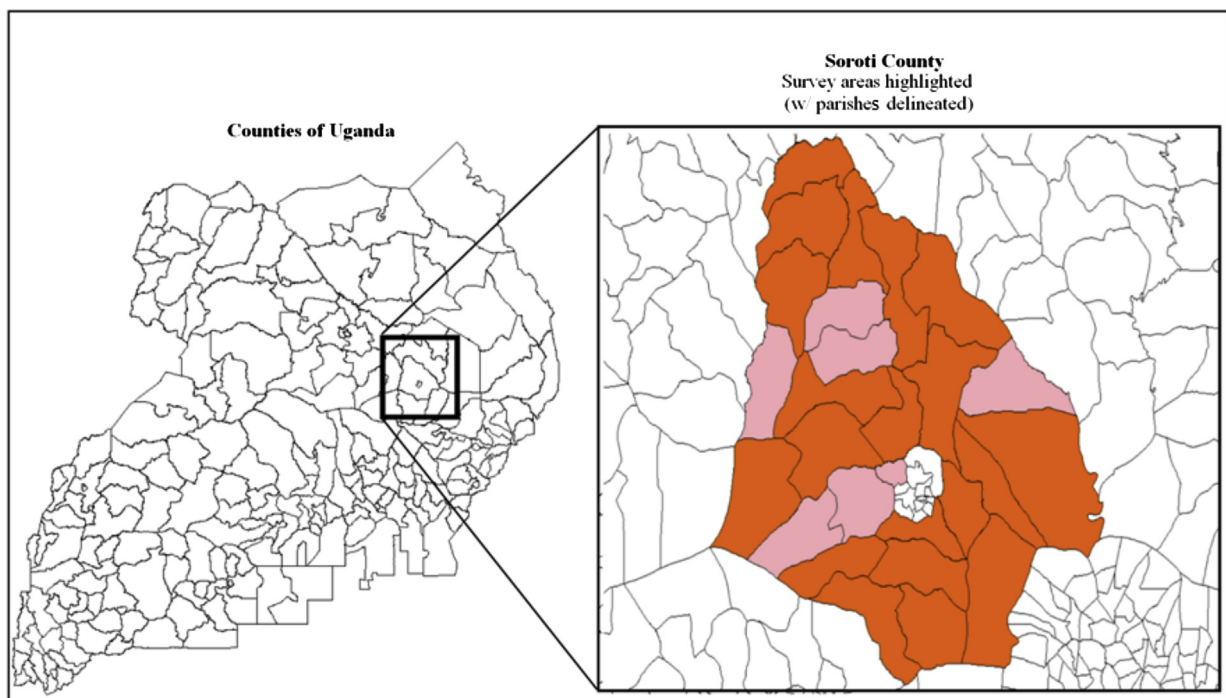 Soroti County
Survey areas highlighted
(w/ parishes delineated)
Counties of Uganda